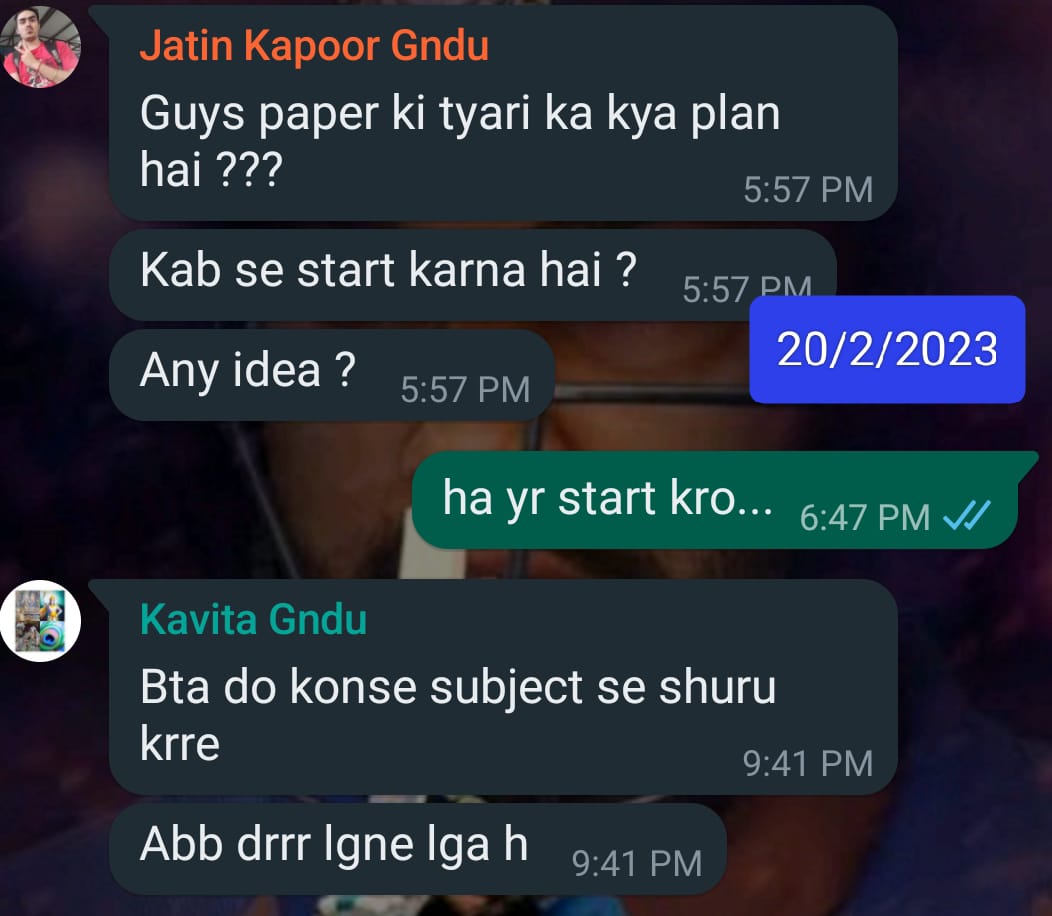 Jatin Kapoor Gndu
Guys paper ki tyari ka kya plan
hai ???
5:57 PM
Kab se start karna hai ? 5:57 PM
20/2/2023
Any idea ? 5:57 PM
ha yr start kro... 6:47 PM
Kavita Gndu
Bta do konse subject se shuru
krre
9:41 PM
Abb drrr lgne lga h 9:41 PM